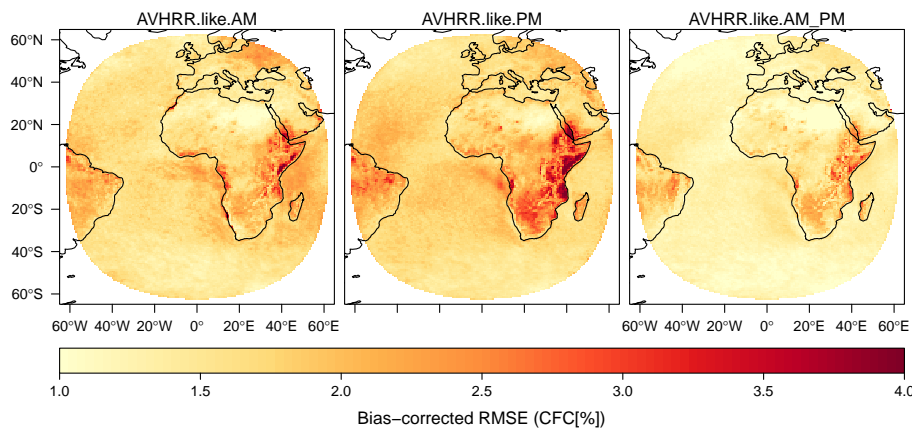 AVHRR.like.AM AVHRR.like.PM AVHRR.like.AM_PM
60°N
40°N
20°N
0°
20°S
40°S
60°S
60°W 40°W 20°W 0° 20°E 40°E 60°E 60°W 40°W 20°W 0° 20°E 40°E 60°E
1.0 1.5 2.0 2.5 3.0 3.5 4.0
Bias−corrected RMSE (CFC[%])